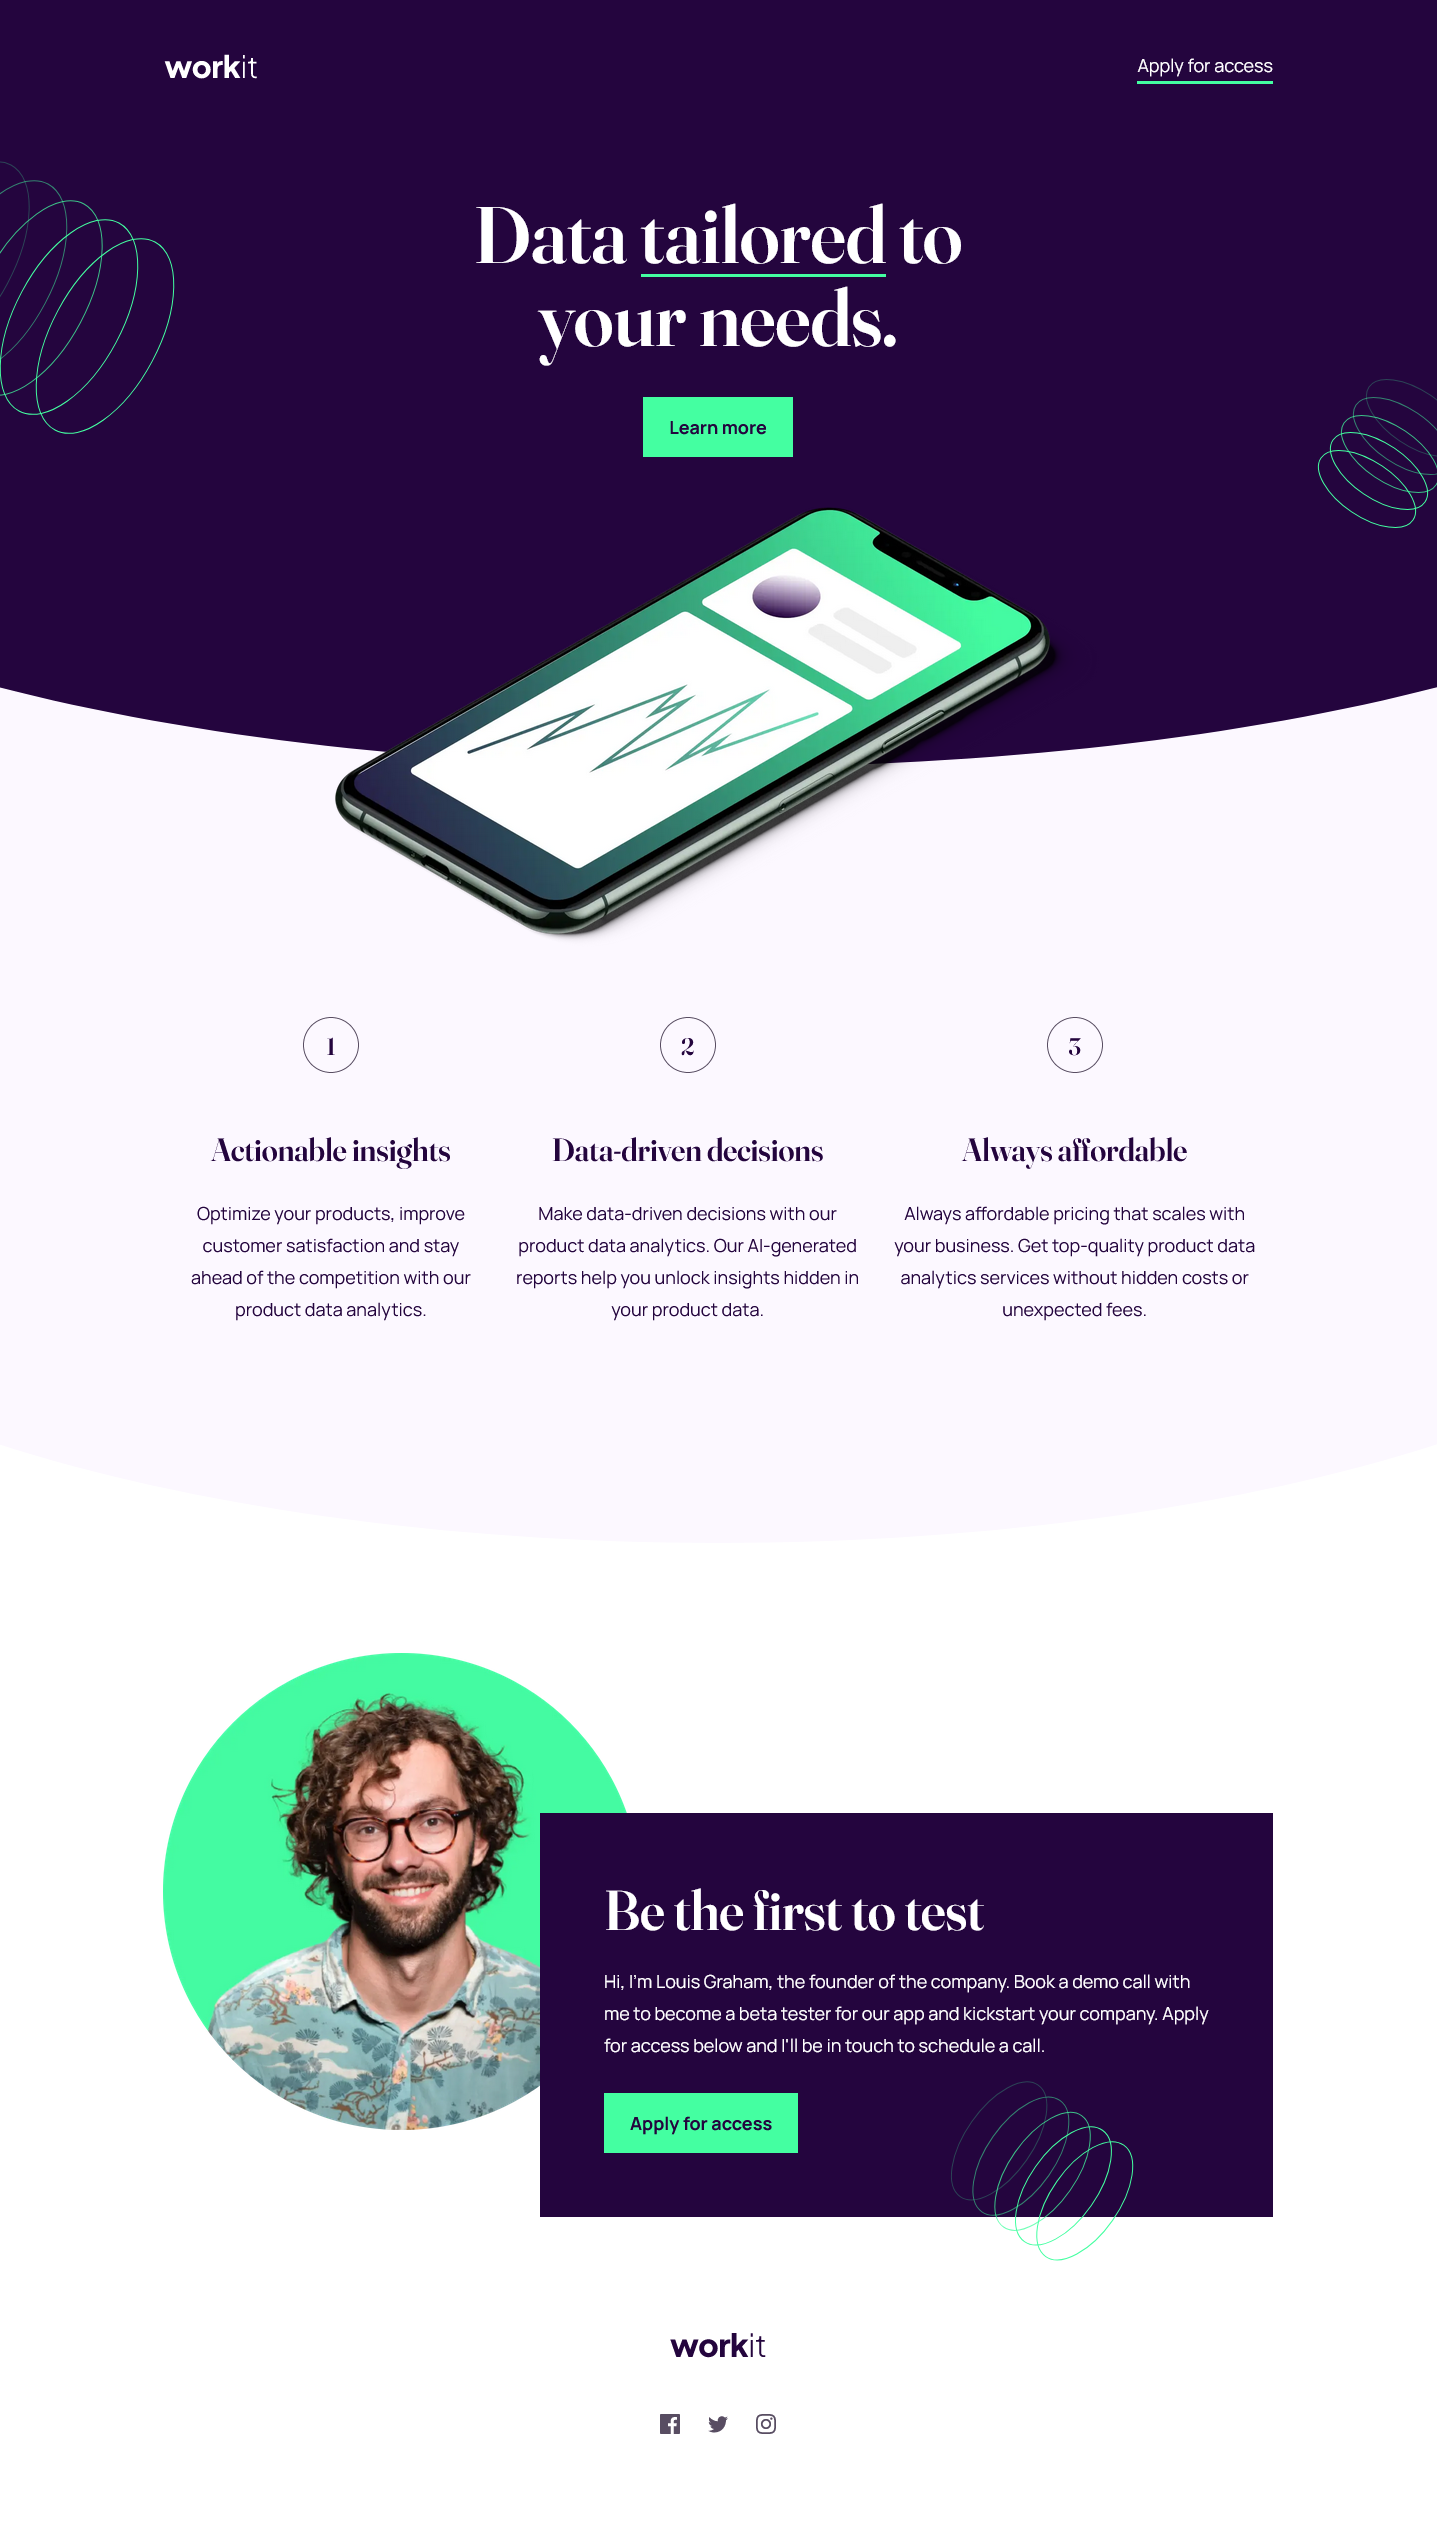 workit
Apply for access
Data tailored to
your needs.
Learn more
1
2
3
Actionable insights
Data-driven decisions
Always affordable
Optimize your products, improve
customer satisfaction and stay
ahead of the competition with our
product data analytics.
Make data-driven decisions with our
product data analytics. Our AI-generated
reports help you unlock insights hidden in
your product data.
Always affordable pricing that scales with
your business. Get top-quality product data
analytics services without hidden costs or
unexpected fees.
Be the first to test
Hi, I'm Louis Graham, the founder of the company. Book a demo call with
me to become a beta tester for our app and kickstart your company. Apply
for access below and I'll be in touch to schedule a call.
Apply for access
workit